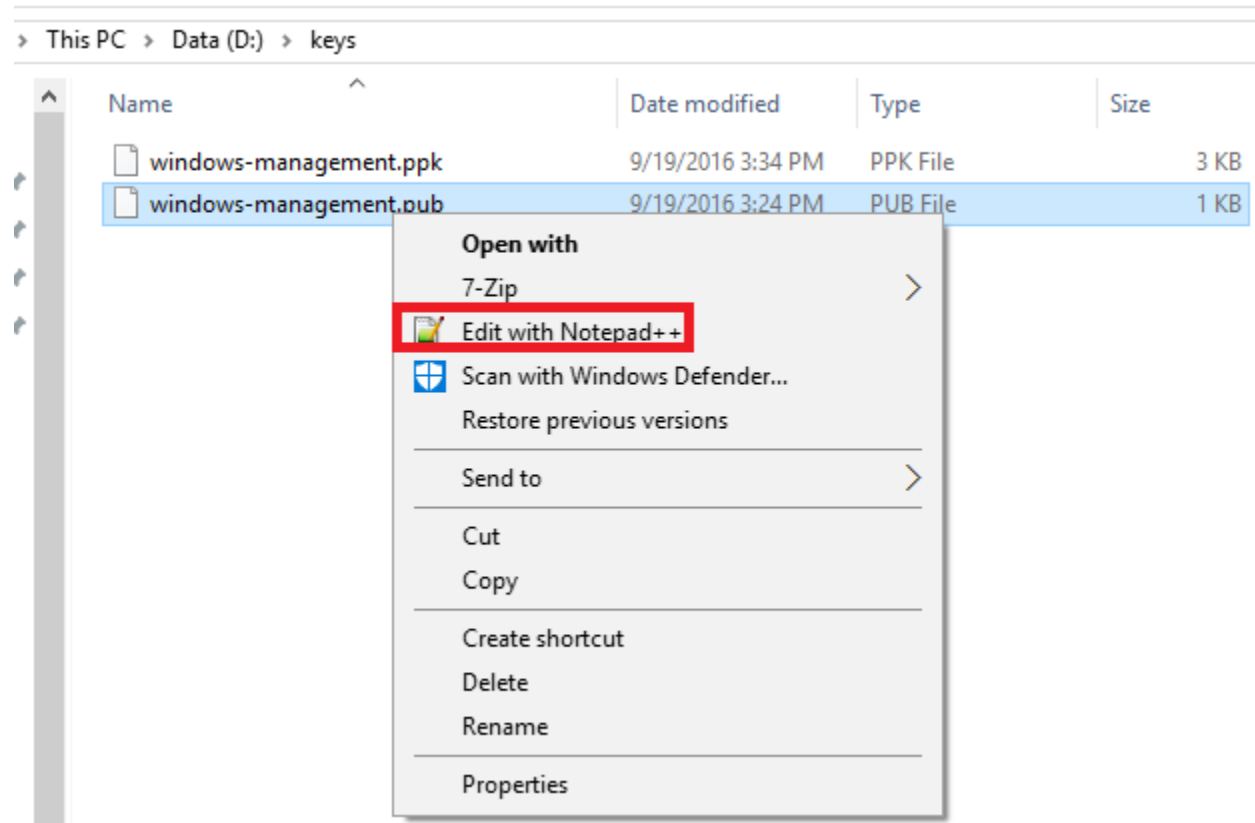 > This PC > Data (D:) > keys
Name Date modified Type Size
windows-management.ppk 9/19/2016 3:34 PM PPK File 3 KB
windows-management.pub 9/19/2016 3:24 PM PUB File 1 KB
Open with
7-Zip
Edit with Notepad++
Scan with Windows Defender...
Restore previous versions
Send to
Cut
Copy
Create shortcut
Delete
Rename
Properties